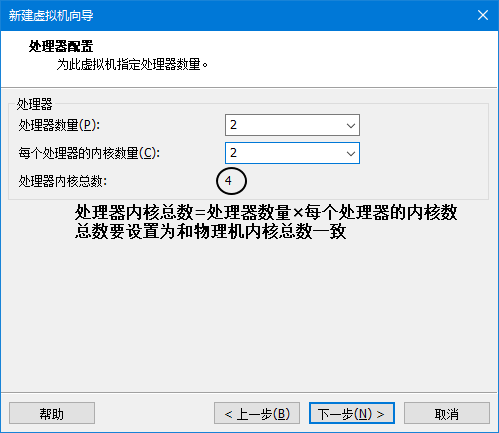 新建虚拟机向导
处理器配置
为此虚拟机指定处理器数量。
处理器
处理器数量(P): 2
每个处理器的内核数量(C): 2
处理器内核总数: 4
处理器内核总数=处理器数量×每个处理器的内核数
总数要设置为和物理机内核总数一致
帮助 < 上一步(B) 下一步(N) > 取消